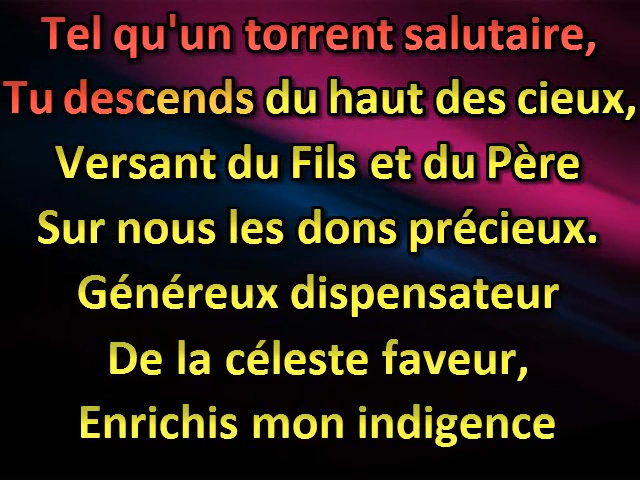 Tel qu'un torrent salutaire,
Tu descends du haut des cieux,
Versant du Fils et du Père
Sur nous les dons précieux.
Généreux dispensateur
De la céleste faveur,
Enrichis mon indigence